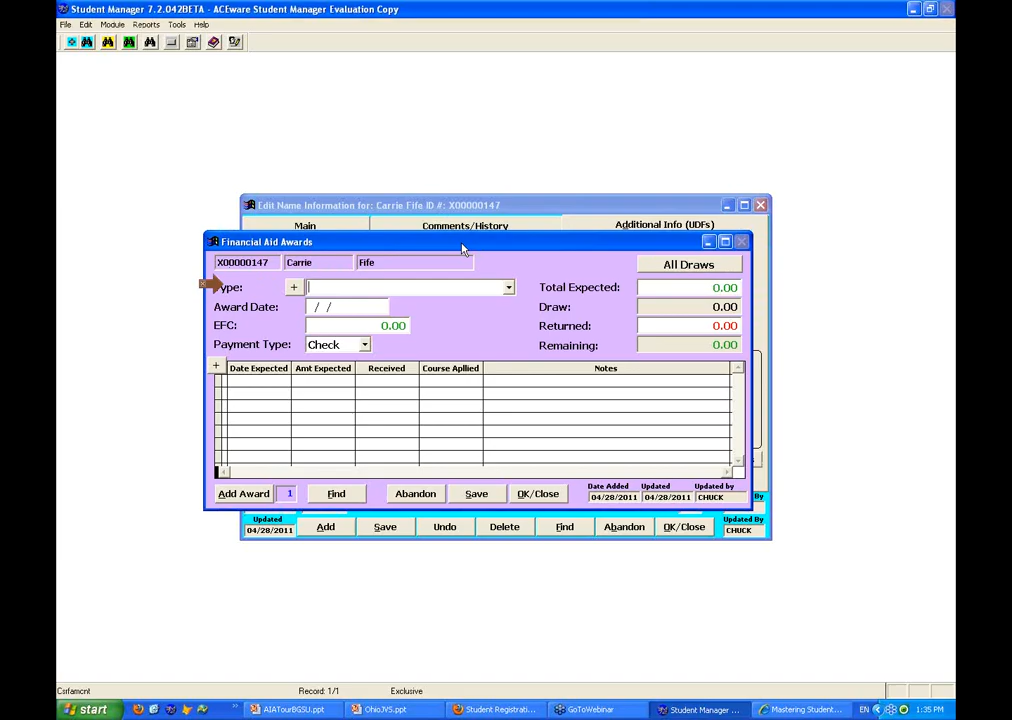 Student Manager 7.2.042BETA - ACEware Student Manager Evaluation Copy
File Edit Module Reports Tools Help
Edit Name Information for: Carrie Fife ID #: X00000147
Main Comments/History Additional Info (UDFs)
Financial Aid Awards
X00000147 Carrie Fife All Draws
ype: + Total Expected: 0.00
Award Date: / / Draw: 0.00
EFC: 0.00 Returned: 0.00
Payment Type: Check Remaining: 0.00
+ Date Expected Amt Expected Received Course Apllied Notes
Add Award 1 Find Abandon Save OK/Close
Date Added Updated Updated by
04/28/2011 04/28/2011 CHUCK
By
Updated Updated By
04/28/2011 Add Save Undo Delete Find Abandon OK/Close CHUCK
Csrfamcnt Record: 1/1 Exclusive
start AIATourBGSU.ppt OhioJVS.ppt Student Registrati... GoToWebinar Student Manager ... Mastering Student... EN 1:35 PM